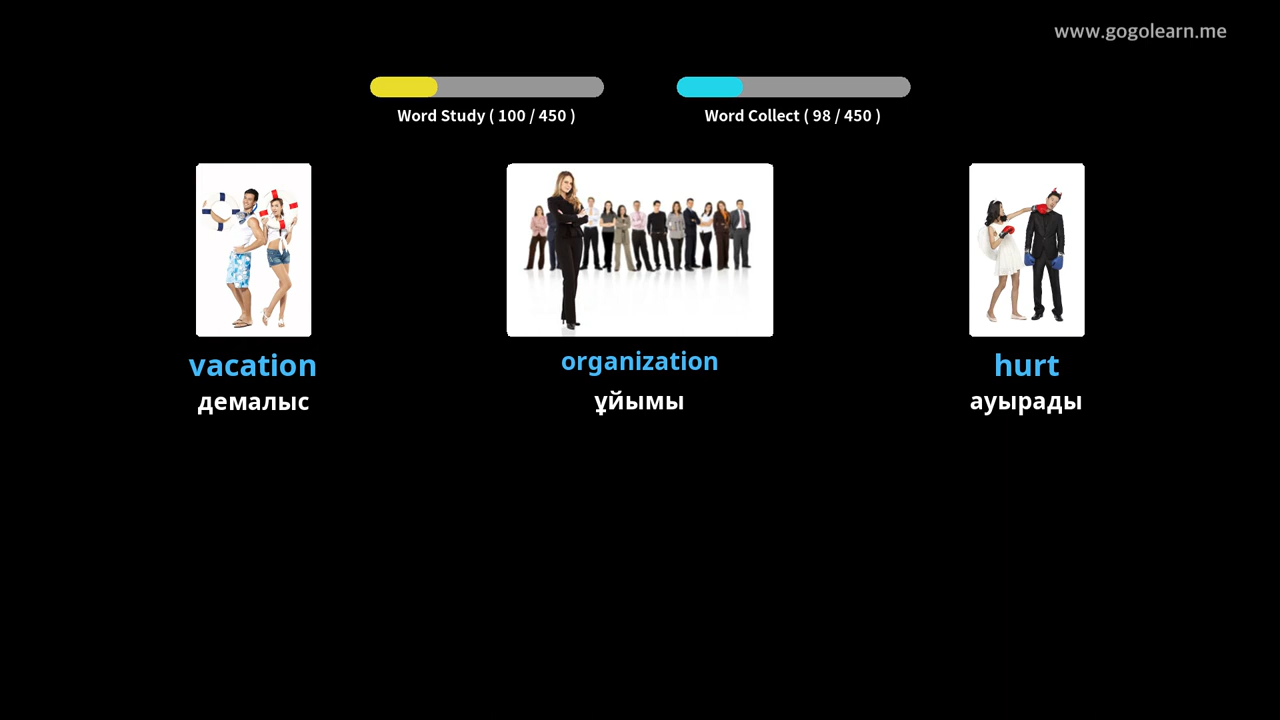 www.gogolearn.me
Word Study ( 100 / 450 )
Word Collect ( 98 / 450 )
vacation
organization
hurt
демалыс
ұйымы
ауырады